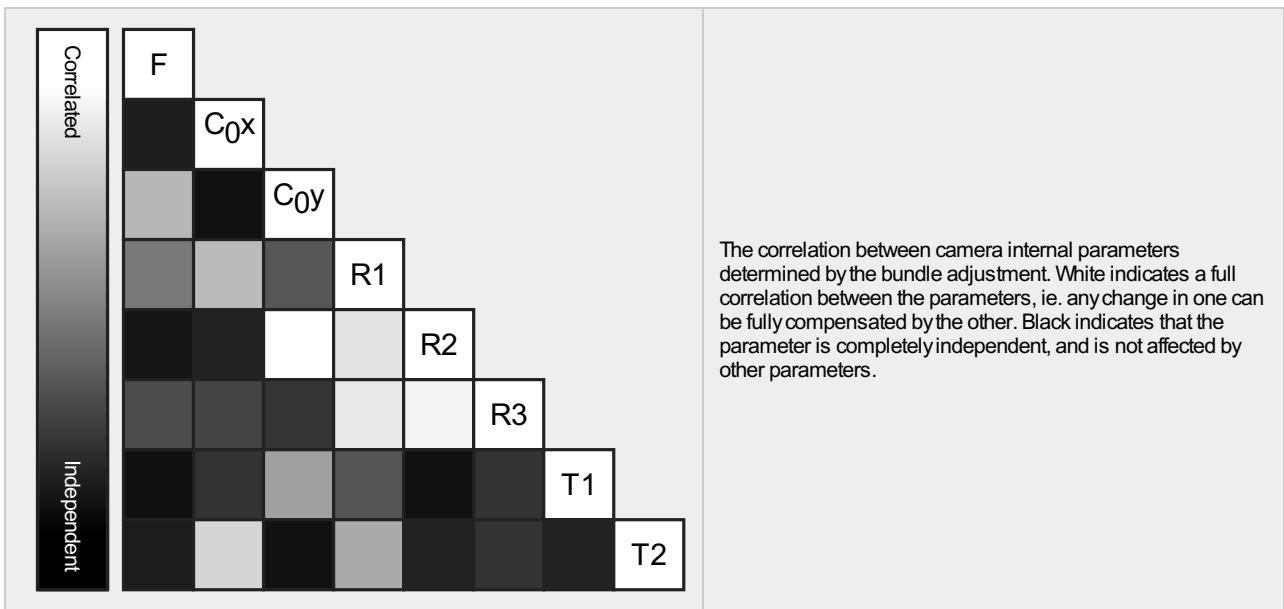 Correlated
Independent
F
C0x
C0y
R1
R2
R3
T1
T2
The correlation between camera internal parameters
determined by the bundle adjustment. White indicates a full
correlation between the parameters, ie. any change in one can
be fully compensated by the other. Black indicates that the
parameter is completely independent, and is not affected by
other parameters.